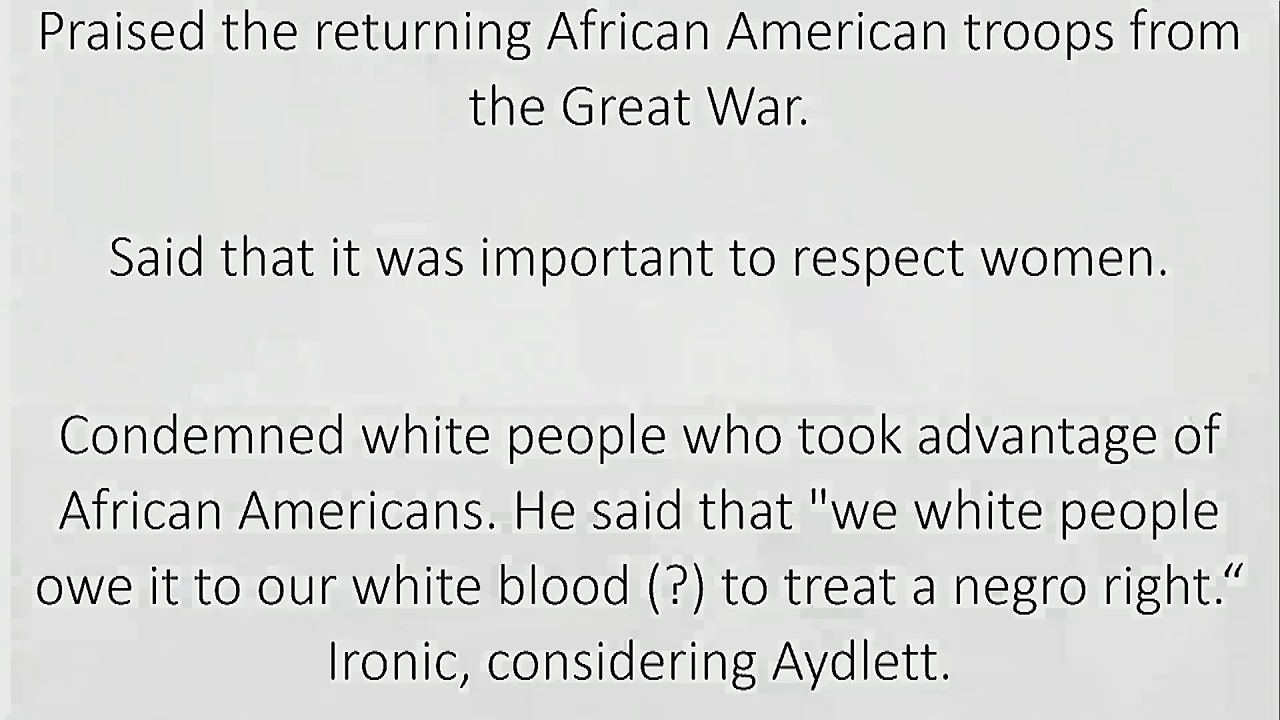 Praised the returning African American troops from
the Great War.
Said that it was important to respect women.
Condemned white people who took advantage of
African Americans. He said that "we white people
owe it to our white blood (?) to treat a negro right.“
Ironic, considering Aydlett.